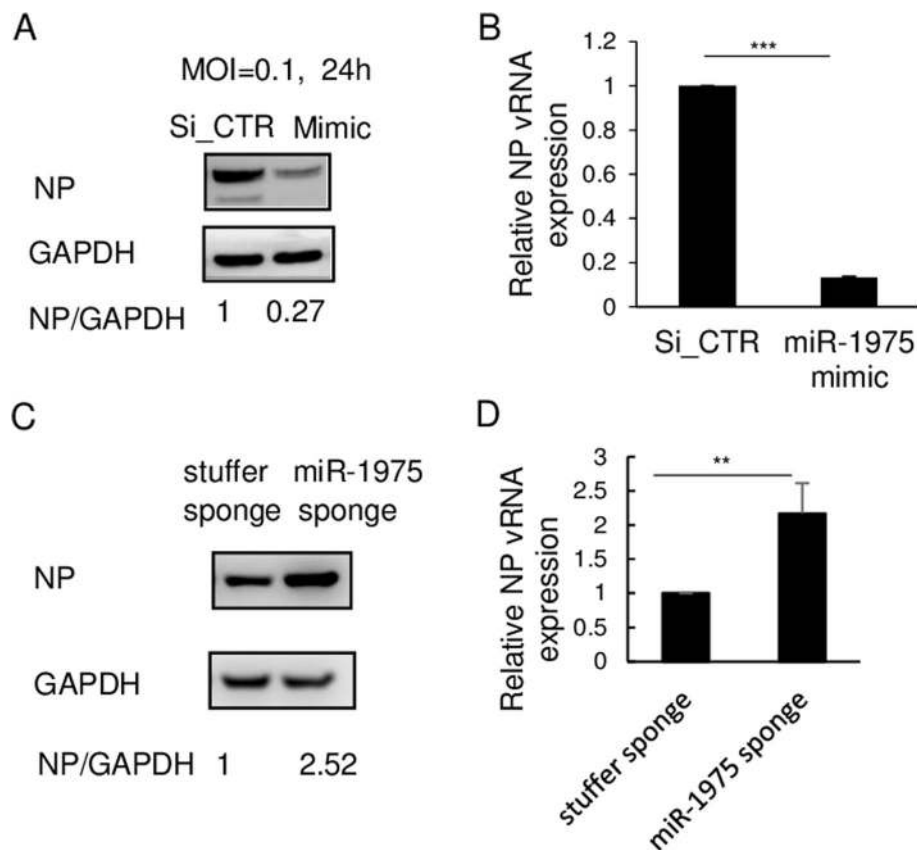 A
MOI=0.1, 24h
Si_CTR Mimic
NP
GAPDH
NP/GAPDH 1 0.27
B
Relative NP vRNA
expression
1.2
1
0.8
0.6
0.4
0.2
0
***
Si_CTR miR-1975
mimic
C
stuffer miR-1975
sponge sponge
NP
GAPDH
NP/GAPDH 1 2.52
D
Relative NP vRNA
expression
3
2.5
2
1.5
1
0.5
0
**
stuffer sponge
miR-1975 sponge